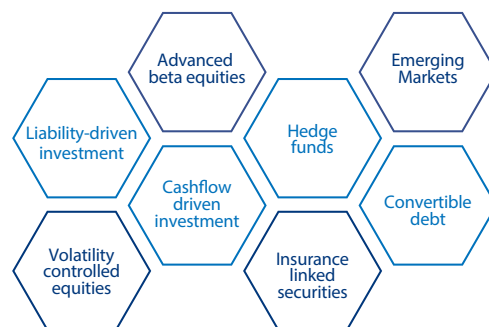 Advanced
beta equities
Emerging
Markets
Liability-driven
investment
Hedge
funds
Cashflow
driven
investment
Convertible
debt
Volatility
controlled
equities
Insurance
linked
securities